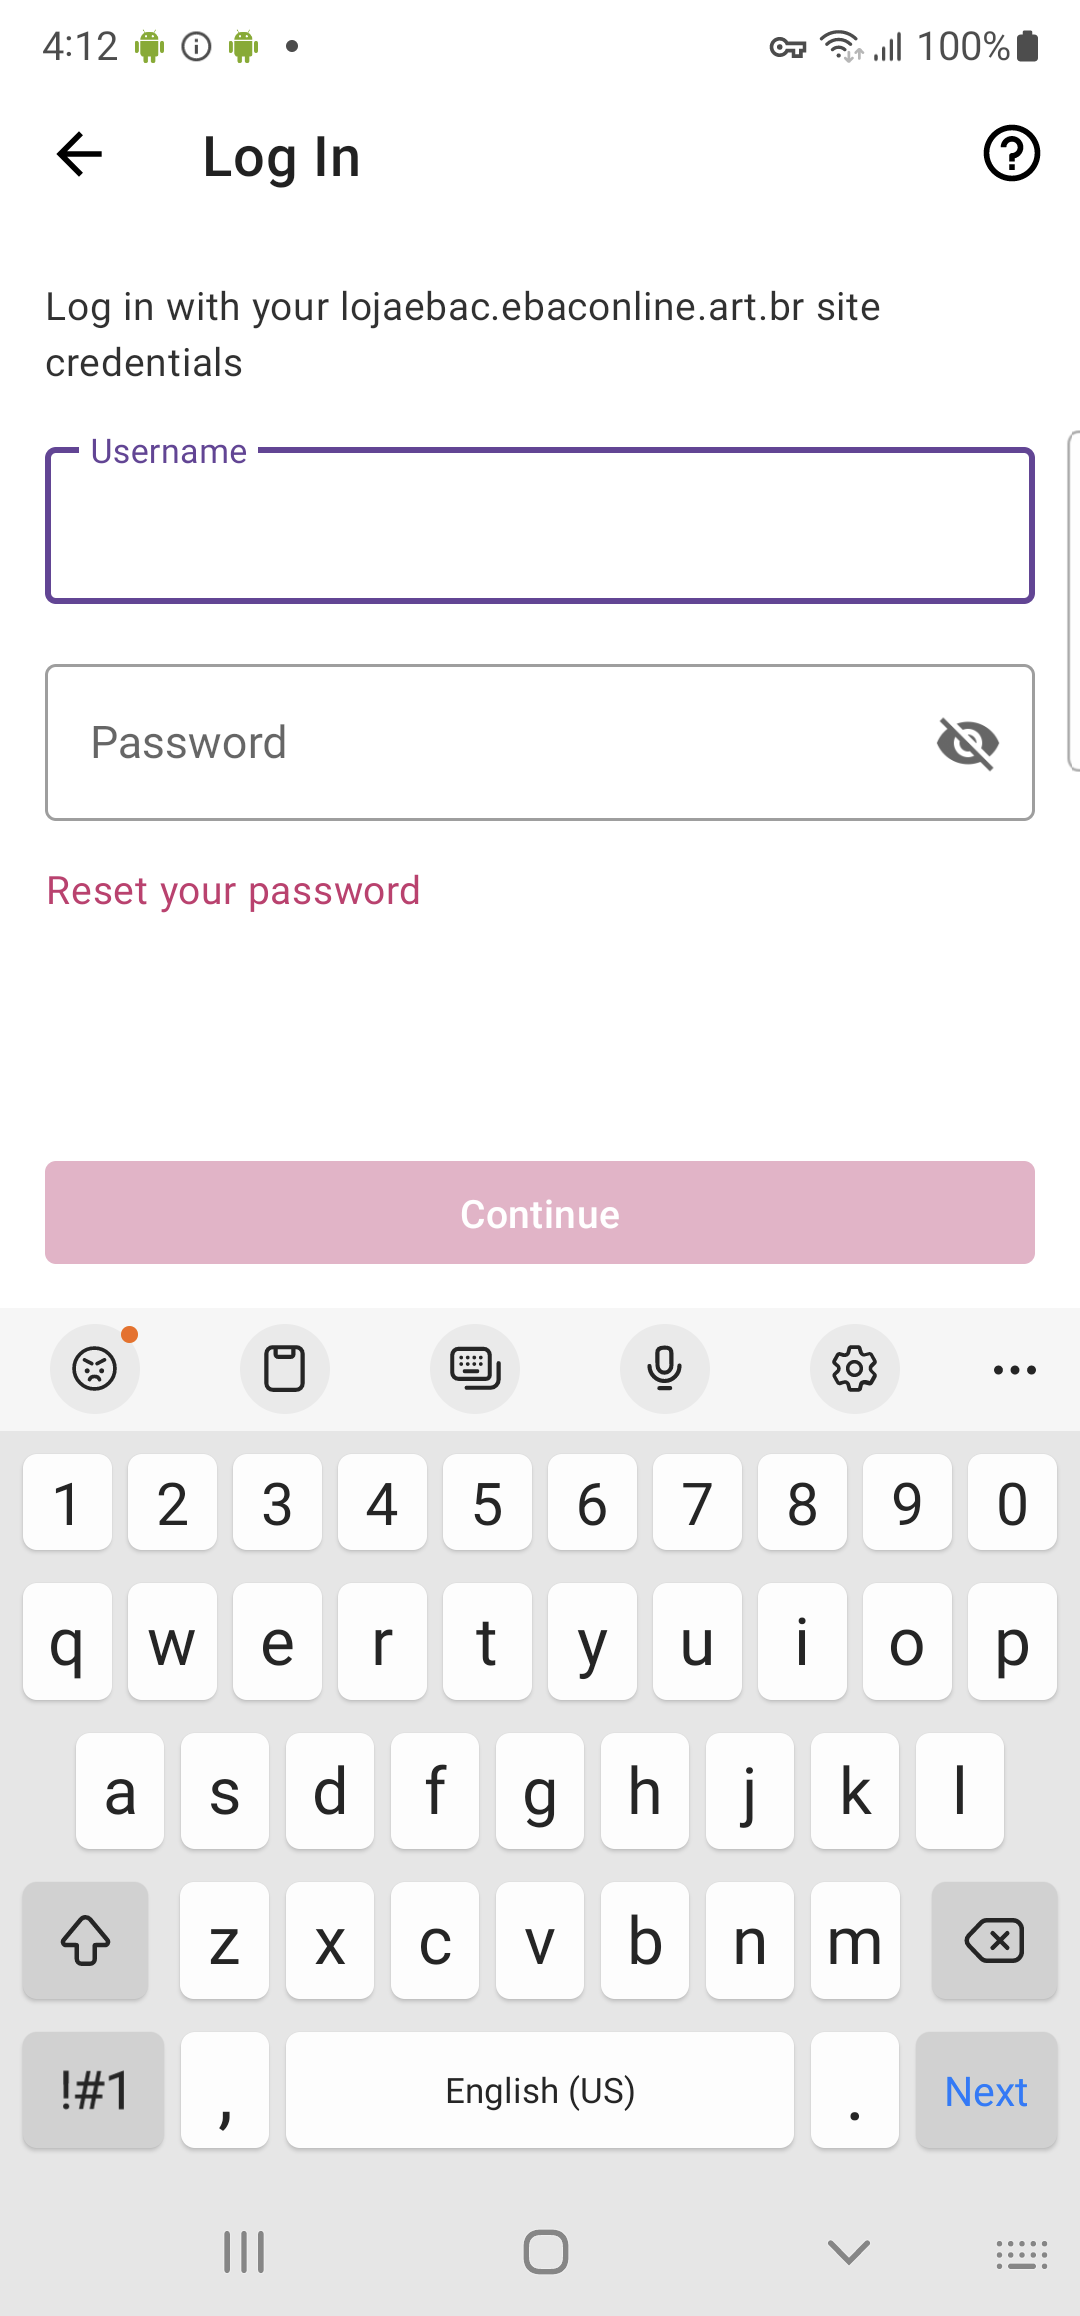 4:12
100%
Log In
Log in with your lojaebac.ebaconline.art.br site
credentials
Username
Password
Reset your password
Continue
1 2 3 4 5 6 7 8 9 0
q w e r t y u i o p
a s d f g h j k l
z x c v b n m
!#1 , English (US) . Next